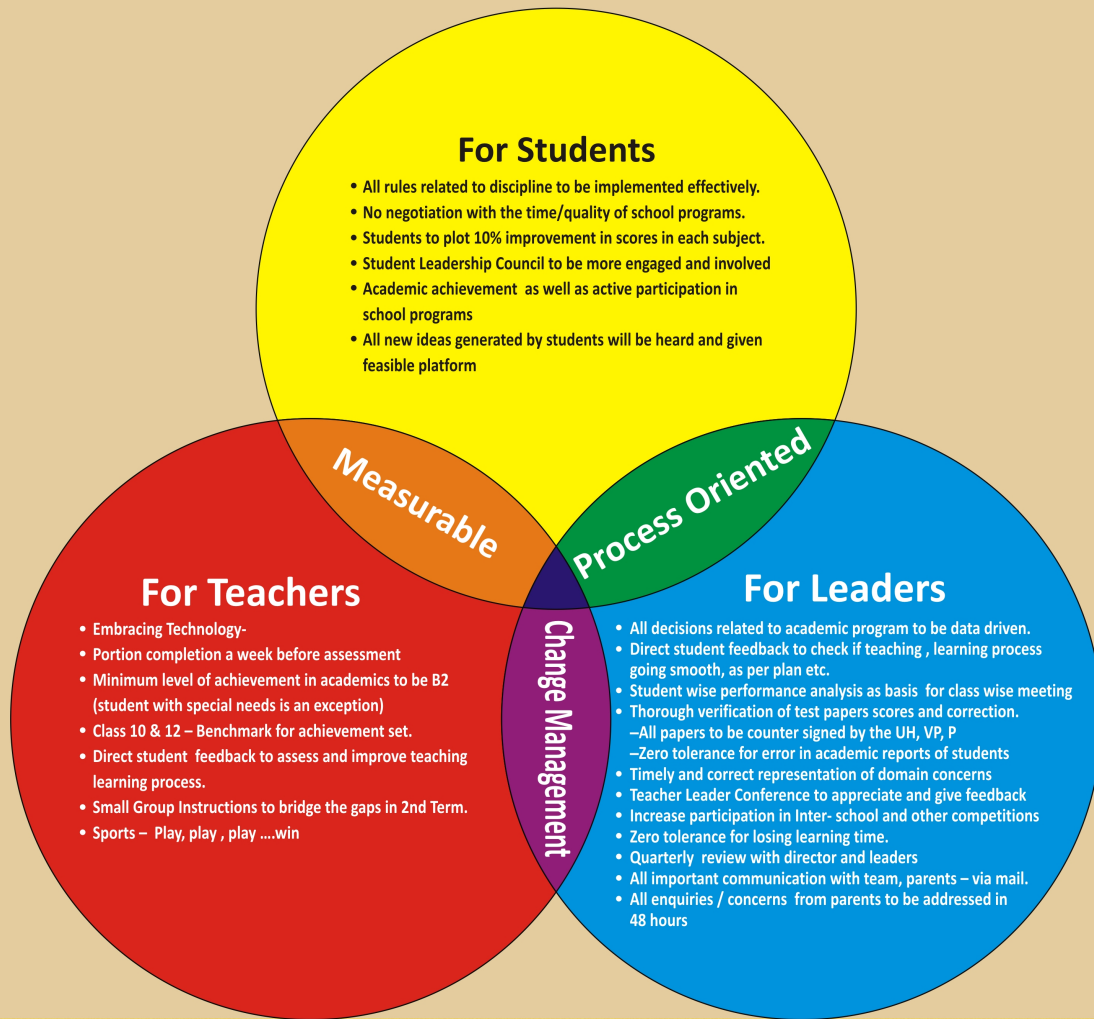 For Students
• All rules related to discipline to be implemented effectively.
• No negotiation with the time/quality of school programs.
• Students to plot 10% improvement in scores in each subject.
• Student Leadership Council to be more engaged and involved
• Academic achievement as well as active participation in
school programs
• All new ideas generated by students will be heard and given
feasible platform
Measurable
Process Oriented
Change Management
For Teachers
• Embracing Technology-
• Portion completion a week before assessment
• Minimum level of achievement in academics to be B2
(student with special needs is an exception)
• Class 10 & 12 – Benchmark for achievement set.
• Direct student feedback to assess and improve teaching
learning process.
• Small Group Instructions to bridge the gaps in 2nd Term.
• Sports – Play, play , play ....win
For Leaders
• All decisions related to academic program to be data driven.
• Direct student feedback to check if teaching , learning process
going smooth, as per plan etc.
• Student wise performance analysis as basis for class wise meeting
• Thorough verification of test papers scores and correction.
–All papers to be counter signed by the UH, VP, P
–Zero tolerance for error in academic reports of students
• Timely and correct representation of domain concerns
• Teacher Leader Conference to appreciate and give feedback
• Increase participation in Inter- school and other competitions
• Zero tolerance for losing learning time.
• Quarterly review with director and leaders
• All important communication with team, parents – via mail.
• All enquiries / concerns from parents to be addressed in
48 hours